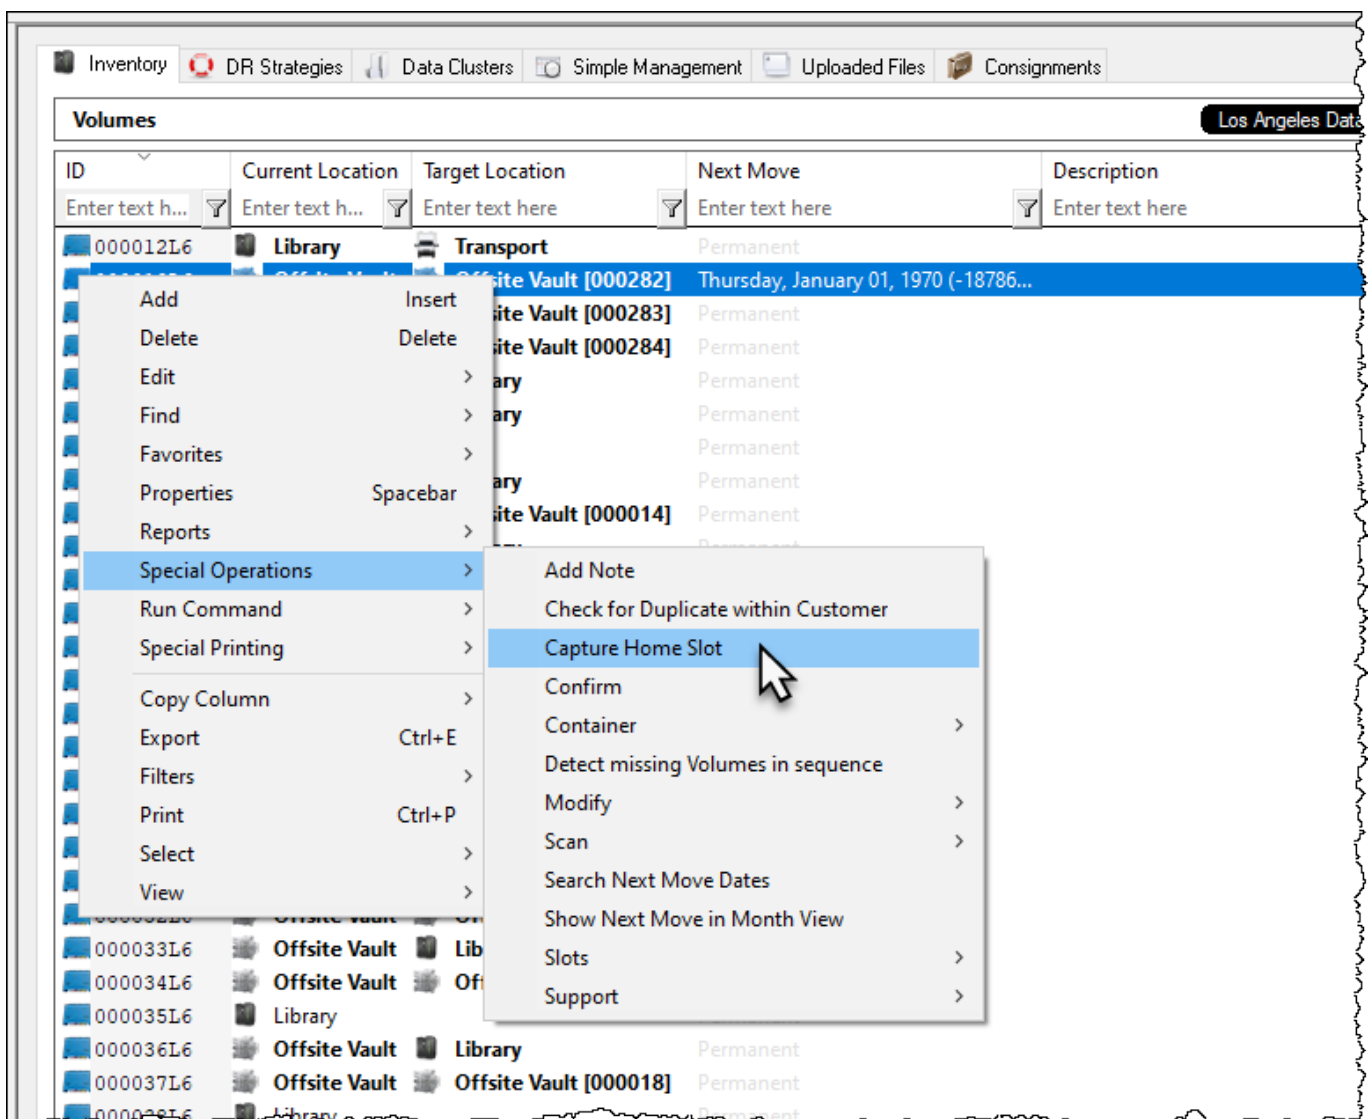 Inventory DR Strategies Data Clusters Simple Management Uploaded Files Consignments
Volumes Los Angeles Data
ID Current Location Target Location Next Move Description
Enter text h... Enter text h... Enter text here Enter text here Enter text here
000012L6 Library Transport Permanent
Offsite Vault [000282] Thursday, January 01, 1970 (-18786...
Add Insert site Vault [000283] Permanent
Delete Delete site Vault [000284] Permanent
Edit ary Permanent
Find ary Permanent
Favorites Permanent
Properties Spacebar ary Permanent
Reports site Vault [000014] Permanent
Special Operations Add Note
Run Command Check for Duplicate within Customer
Special Printing Capture Home Slot
Confirm
Copy Column Container
Export Ctrl+E Detect missing Volumes in sequence
Filters Modify
Print Ctrl+P Scan
Select Search Next Move Dates
View Show Next Move in Month View
000033L6 Offsite Vault Lib Slots
000034L6 Offsite Vault Off Support
000035L6 Library
000036L6 Offsite Vault Library Permanent
000037L6 Offsite Vault Offsite Vault [000018] Permanent
Library